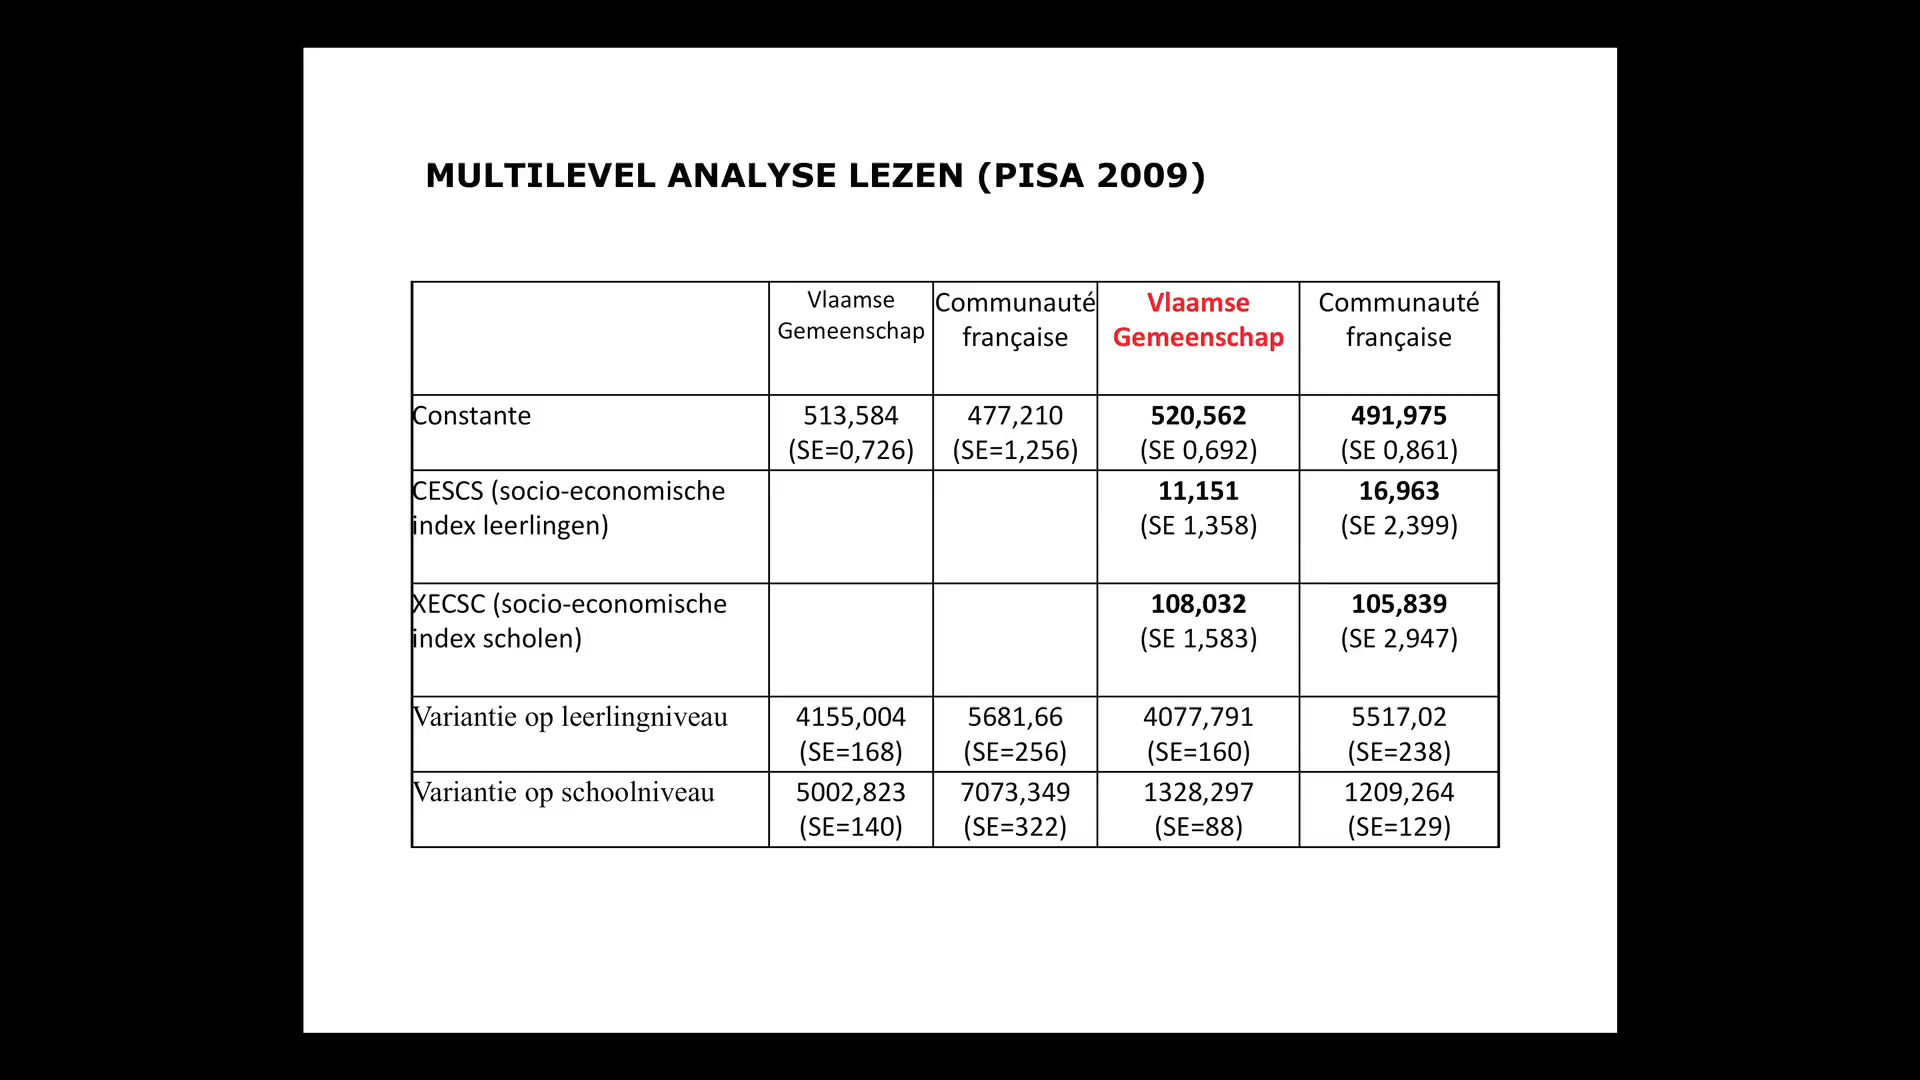 MULTILEVEL ANALYSE LEZEN (PISA 2009)
Vlaamse Gemeenschap
Communauté française
Vlaamse Gemeenschap
Communauté française
Constante
513,584 (SE=0,726)
477,210 (SE=1,256)
520,562 (SE 0,692)
491,975 (SE 0,861)
CESCS (socio-economische index leerlingen)
11,151 (SE 1,358)
16,963 (SE 2,399)
XECSC (socio-economische index scholen)
108,032 (SE 1,583)
105,839 (SE 2,947)
Variantie op leerlingniveau
4155,004 (SE=168)
5681,66 (SE=256)
4077,791 (SE=160)
5517,02 (SE=238)
Variantie op schoolniveau
5002,823 (SE=140)
7073,349 (SE=322)
1328,297 (SE=88)
1209,264 (SE=129)